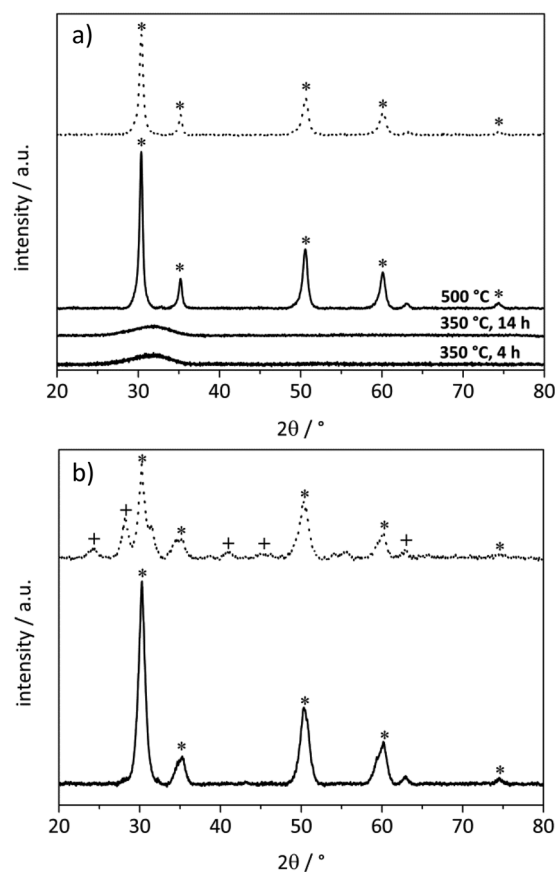 a)
*
* * * *
*
* * * *
500 °C
350 °C, 14 h
350 °C, 4 h
intensity / a.u.
20 30 40 50 60 70 80
2θ / °
b)
*
+ + * + + * * + *
*
* * * *
intensity / a.u.
20 30 40 50 60 70 80
2θ / °